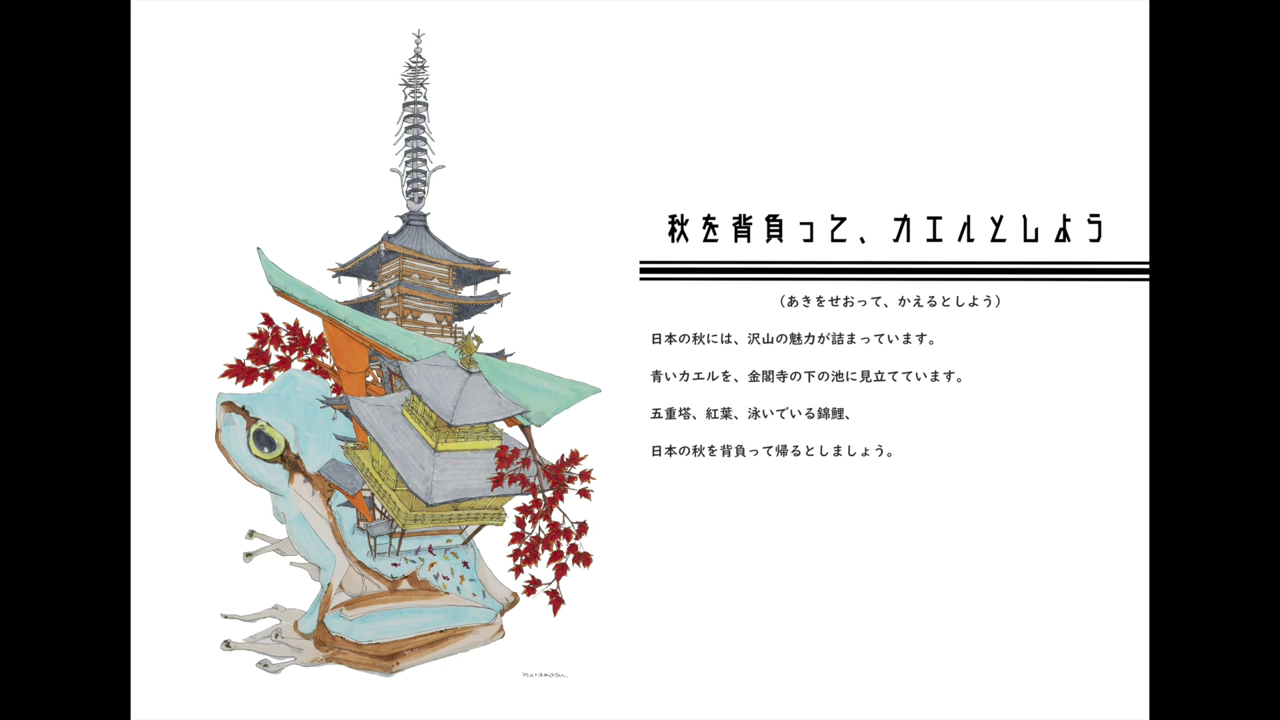 秋を背負って、カエルとしよう
（あきをせおって、かえるとしよう）
日本の秋には、沢山の魅力が詰まっています。
青いカエルを、金閣寺の下の池に見立てています。
五重塔、紅葉、泳いでいる錦鯉、
日本の秋を背負って帰るとしましょう。